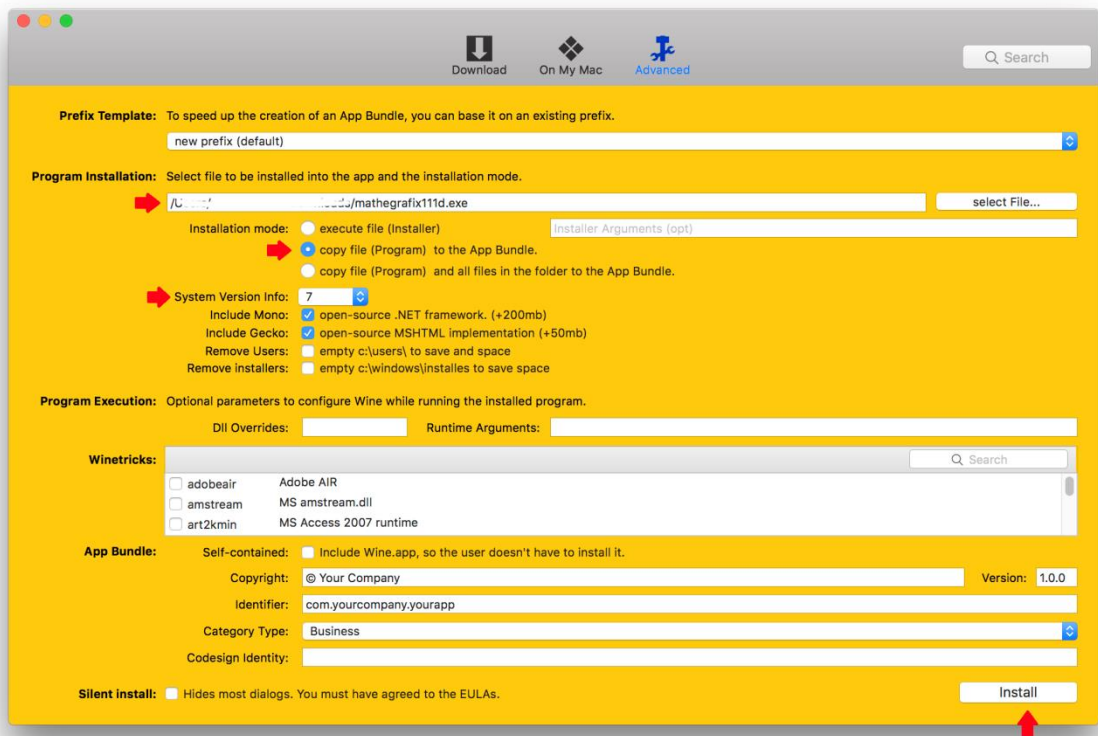 Download On My Mac Advanced Search
Prefix Template: To speed up the creation of an App Bundle, you can base it on an existing prefix.
new prefix (default)
Program Installation: Select file to be installed into the app and the installation mode.
/mathegrafix111d.exe select File...
Installation mode: execute file (Installer) Installer Arguments (opt)
copy file (Program) to the App Bundle.
copy file (Program) and all files in the folder to the App Bundle.
System Version Info: 7
Include Mono: open-source .NET framework. (+200mb)
Include Gecko: open-source MSHTML implementation (+50mb)
Remove Users: empty c:\users\ to save and space
Remove installers: empty c:\windows\installes to save space
Program Execution: Optional parameters to configure Wine while running the installed program.
Dll Overrides: Runtime Arguments:
Winetricks: Search
adobeair Adobe AIR
amstream MS amstream.dll
art2kmin MS Access 2007 runtime
App Bundle: Self-contained: Include Wine.app, so the user doesn't have to install it.
Copyright: © Your Company Version: 1.0.0
Identifier: com.yourcompany.yourapp
Category Type: Business
Codesign Identity:
Silent install: Hides most dialogs. You must have agreed to the EULAs. Install